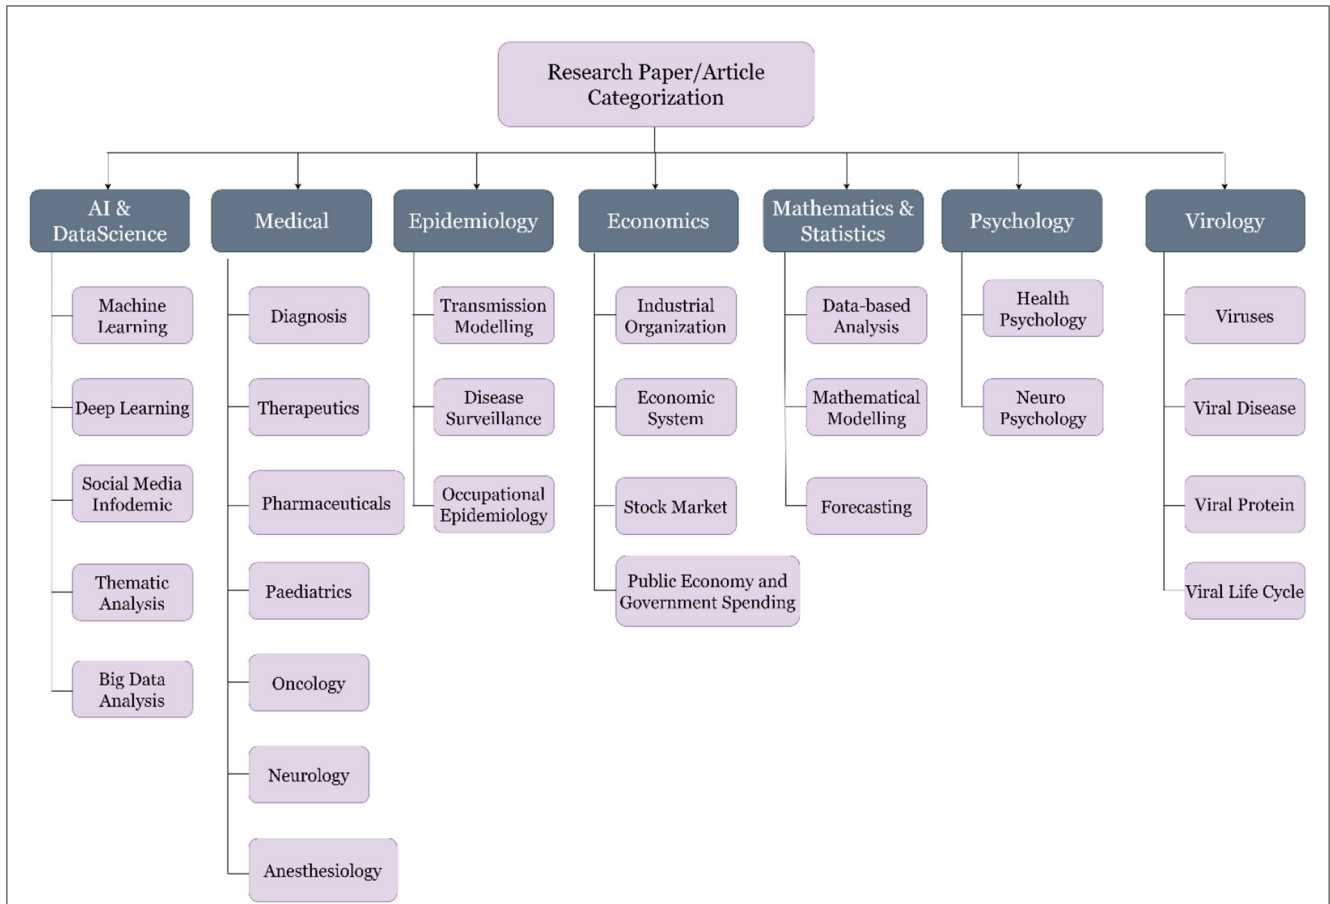 Research Paper/Article
Categorization
AI &
DataScience
Machine
Learning
Deep Learning
Social Media
Infodemic
Thematic
Analysis
Big Data
Analysis
Medical
Diagnosis
Therapeutics
Pharmaceuticals
Paediatrics
Oncology
Neurology
Anesthesiology
Epidemiology
Transmission
Modelling
Disease
Surveillance
Occupational
Epidemiology
Economics
Industrial
Organization
Economic
System
Stock Market
Public Economy and
Government Spending
Mathematics &
Statistics
Data-based
Analysis
Mathematical
Modelling
Forecasting
Psychology
Health
Psychology
Neuro
Psychology
Virology
Viruses
Viral Disease
Viral Protein
Viral Life Cycle